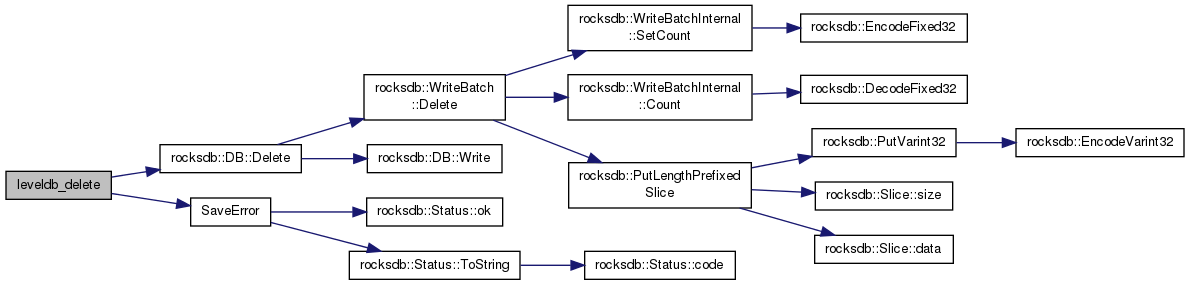 rocksdb::WriteBatchInternal
::SetCount
rocksdb::EncodeFixed32
rocksdb::WriteBatch
::Delete
rocksdb::WriteBatchInternal
::Count
rocksdb::DecodeFixed32
rocksdb::DB::Delete
rocksdb::DB::Write
rocksdb::PutLengthPrefixed
Slice
rocksdb::PutVarint32
rocksdb::EncodeVarint32
rocksdb::Slice::size
rocksdb::Slice::data
leveldb_delete
SaveError
rocksdb::Status::ok
rocksdb::Status::ToString
rocksdb::Status::code